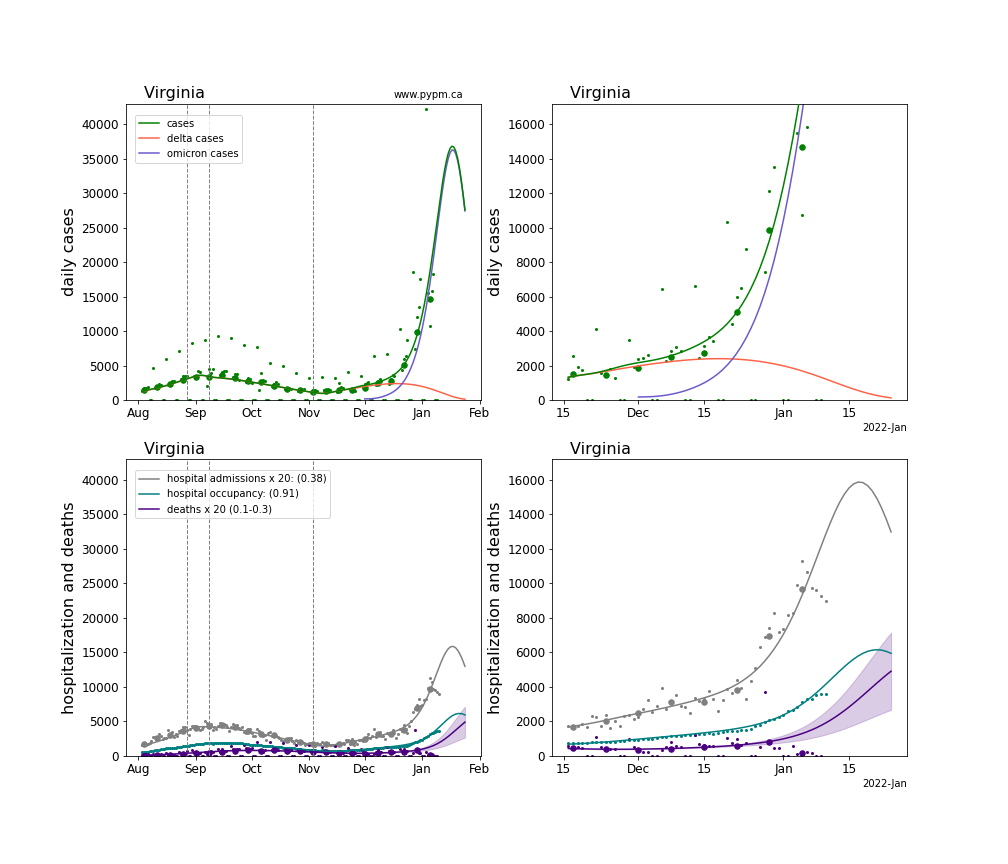 Virginia
www.pypm.ca
daily cases
40000
35000
30000
25000
20000
15000
10000
5000
0
cases
delta cases
omicron cases
Aug Sep Oct Nov Dec Jan Feb
Virginia
daily cases
16000
14000
12000
10000
8000
6000
4000
2000
0
15 Dec 15 Jan 15
2022-Jan
Virginia
hospitalization and deaths
40000
35000
30000
25000
20000
15000
10000
5000
0
hospital admissions x 20: (0.38)
hospital occupancy: (0.91)
deaths x 20 (0.1-0.3)
Aug Sep Oct Nov Dec Jan Feb
Virginia
hospitalization and deaths
16000
14000
12000
10000
8000
6000
4000
2000
0
15 Dec 15 Jan 15
2022-Jan